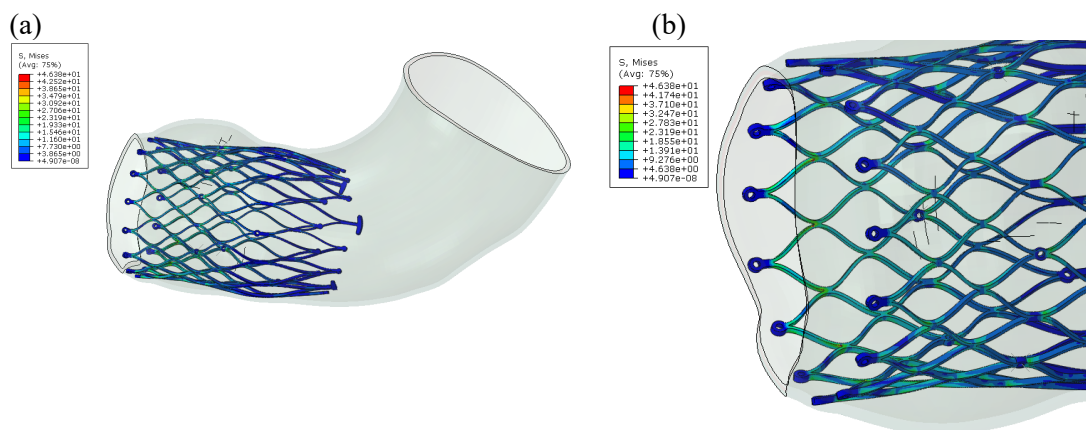 (a)
S, Mises
(Avg: 75%)
+4.638e+01
+4.252e+01
+3.865e+01
+3.479e+01
+3.092e+01
+2.706e+01
+2.319e+01
+1.933e+01
+1.546e+01
+1.160e+01
+7.730e+00
+3.865e+00
+4.907e-08
(b)
S, Mises
(Avg: 75%)
+4.638e+01
+4.174e+01
+3.710e+01
+3.247e+01
+2.783e+01
+2.319e+01
+1.855e+01
+1.391e+01
+9.276e+00
+4.638e+00
+4.907e-08